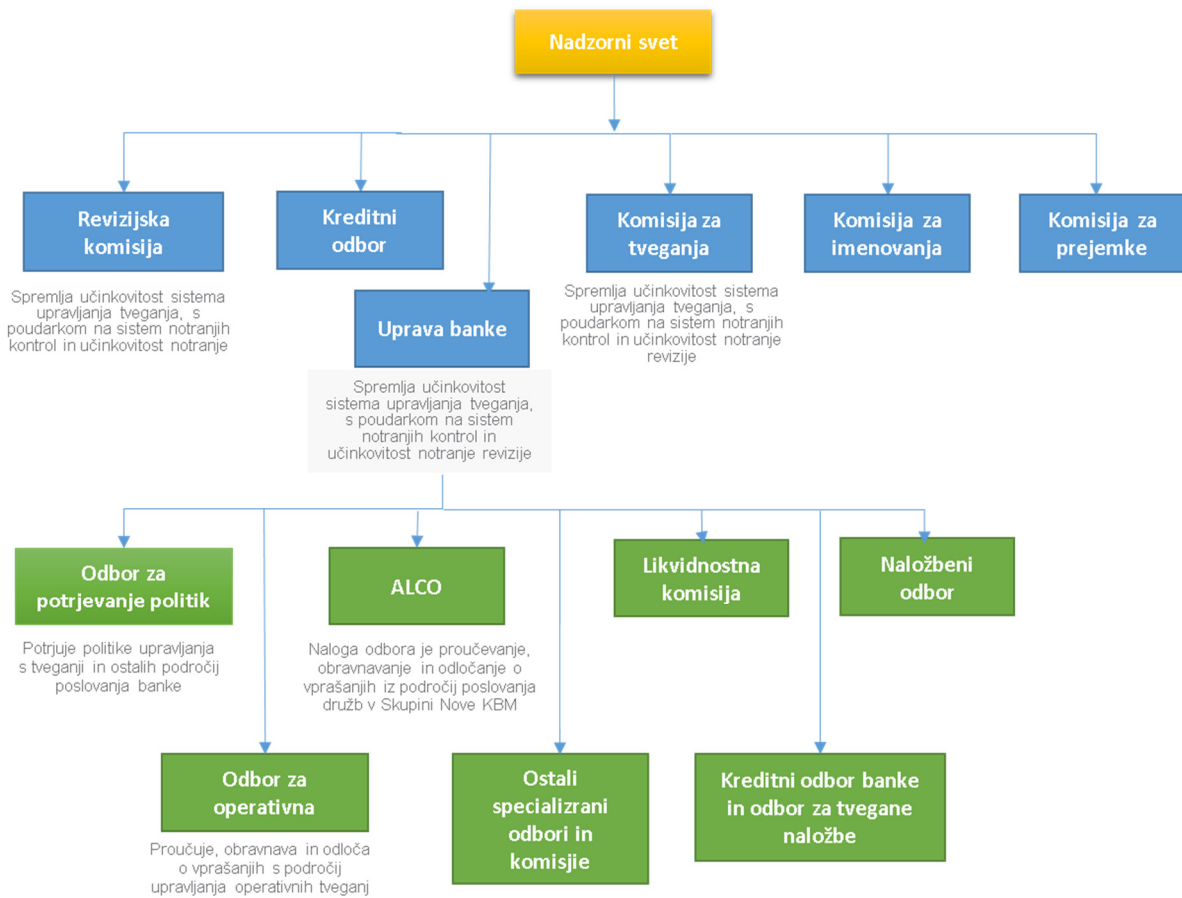 Nadzorni svet
Revizijska
komisija
Kreditni
odbor
Komisija za
tveganja
Komisija za
imenovanja
Komisija za
prejemke
Spremlja učinkovitost sistema
upravljanja tveganja, s
poudarkom na sistem notranjih
kontrol in učinkovitost notranje
Uprava banke
Spremlja učinkovitost sistema
upravljanja tveganja, s
poudarkom na sistem notranjih
kontrol in učinkovitost notranje
revizije
Spremlja učinkovitost
sistema upravljanja tveganja,
s poudarkom na sistem
notranjih kontrol in
učinkovitost notranje revizije
Odbor za
potrjevanje politik
ALCO
Likvidnostna
komisija
Naložbeni
odbor
Potrjuje politike upravljanja
s tveganji in ostalih področij
poslovanja banke
Naloga odbora je proučevanje,
obravnavanje in odločanje o
vprašanjih iz področij poslovanja
družb v Skupini Nove KBM
Odbor za
operativna
Ostali
specializrani
odbori in
komisjie
Kreditni odbor banke
in odbor za tvegane
naložbe
Proučuje, obravnava in odloča
o vprašanjih s področij
upravljanja operativnih tveganj